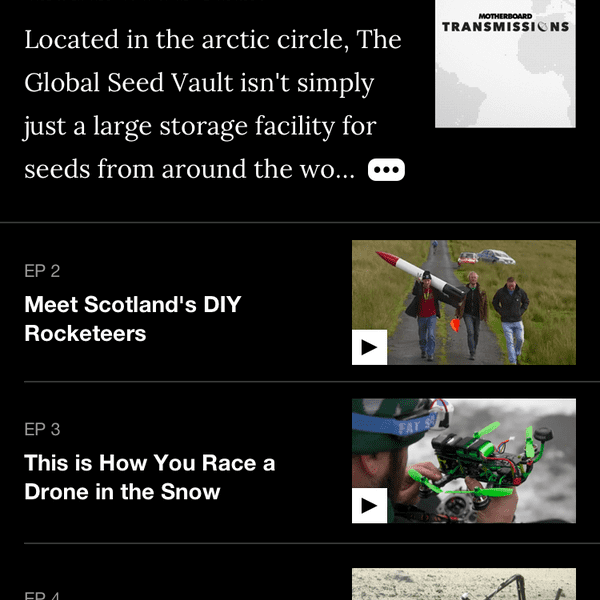 MOTHERBOARD
TRANSMISSIONS
Located in the arctic circle, The
Global Seed Vault isn't simply
just a large storage facility for
seeds from around the wo...
EP 2
Meet Scotland's DIY
Rocketeers
EP 3
This is How You Race a
Drone in the Snow
FAT
EP 4